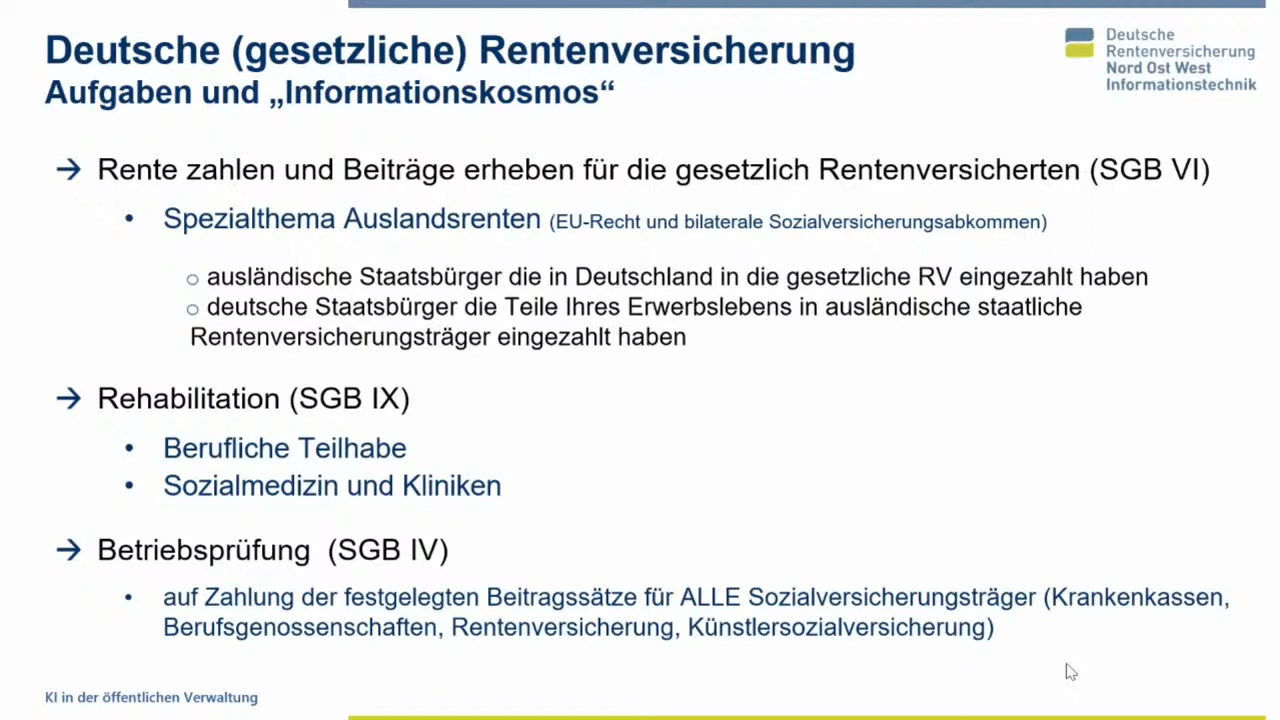 Deutsche (gesetzliche) Rentenversicherung
Aufgaben und „Informationskosmos“
Deutsche
Rentenversicherung
Nord Ost West
Informationstechnik
→ Rente zahlen und Beiträge erheben für die gesetzlich Rentenversicherten (SGB VI)
• Spezialthema Auslandsrenten (EU-Recht und bilaterale Sozialversicherungsabkommen)
o ausländische Staatsbürger die in Deutschland in die gesetzliche RV eingezahlt haben
o deutsche Staatsbürger die Teile Ihres Erwerbslebens in ausländische staatliche
Rentenversicherungsträger eingezahlt haben
→ Rehabilitation (SGB IX)
• Berufliche Teilhabe
• Sozialmedizin und Kliniken
→ Betriebsprüfung (SGB IV)
• auf Zahlung der festgelegten Beitragssätze für ALLE Sozialversicherungsträger (Krankenkassen,
Berufsgenossenschaften, Rentenversicherung, Künstlersozialversicherung)
KI in der öffentlichen Verwaltung